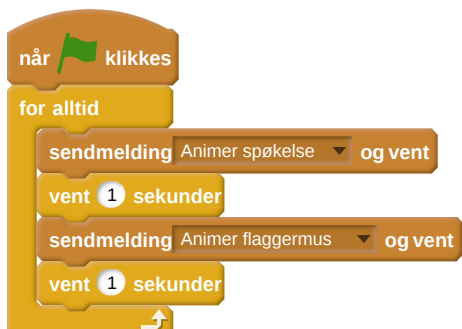 når klikkes
for alltid
sendmelding Animer spøkelse og vent
vent 1 sekunder
sendmelding Animer flaggermus og vent
vent 1 sekunder